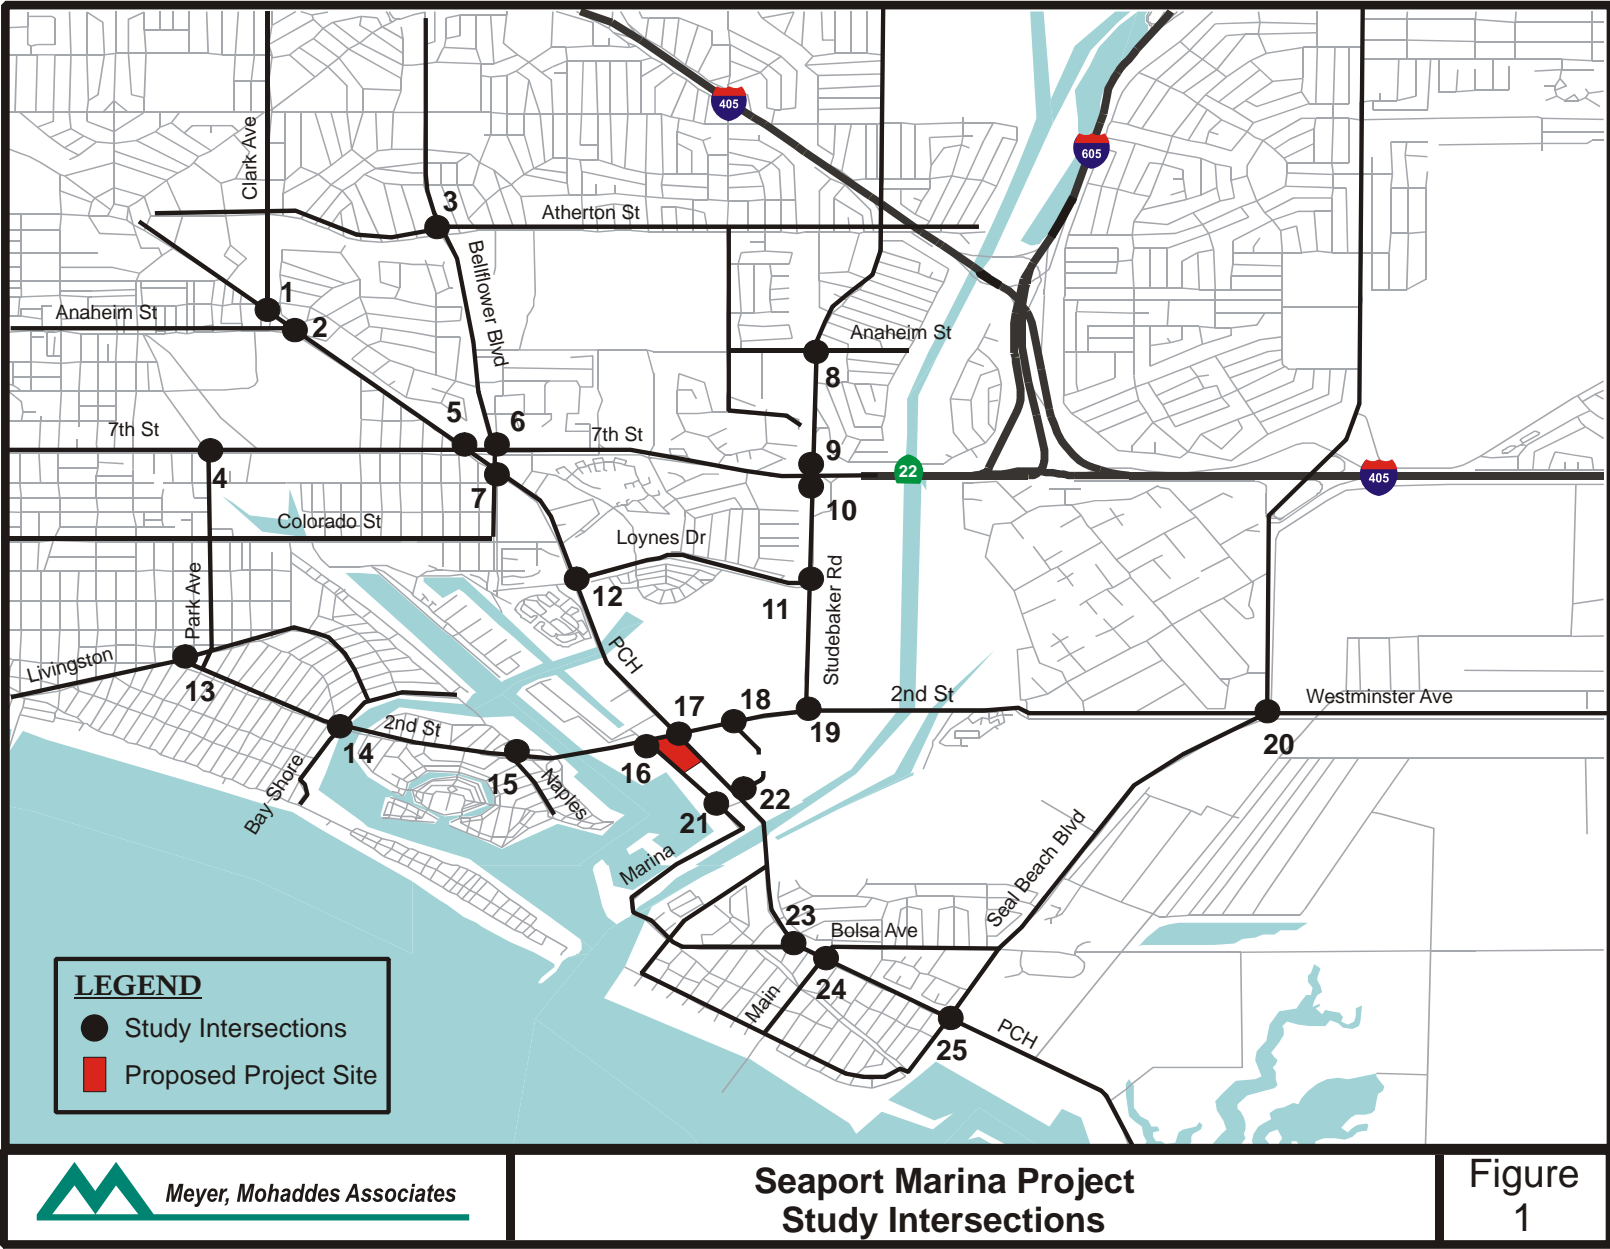 405
605
Clark Ave
3
Atherton St
Bellflower Blvd
1
Anaheim St
2
Anaheim St
8
5
6
7th St
7th St
9
22
405
4
7
10
Colorado St
Loynes Dr
Park Ave
12
11
Studebaker Rd
PCH
Livingston
13
17
18
2nd St
Westminster Ave
2nd St
14
19
20
16
15
Naples
22
Bay Shore
21
Marina
Seal Beach Blvd
23
Bolsa Ave
24
Main
PCH
25
LEGEND
Study Intersections
Proposed Project Site
Meyer, Mohaddes Associates
Seaport Marina Project
Study Intersections
Figure
1